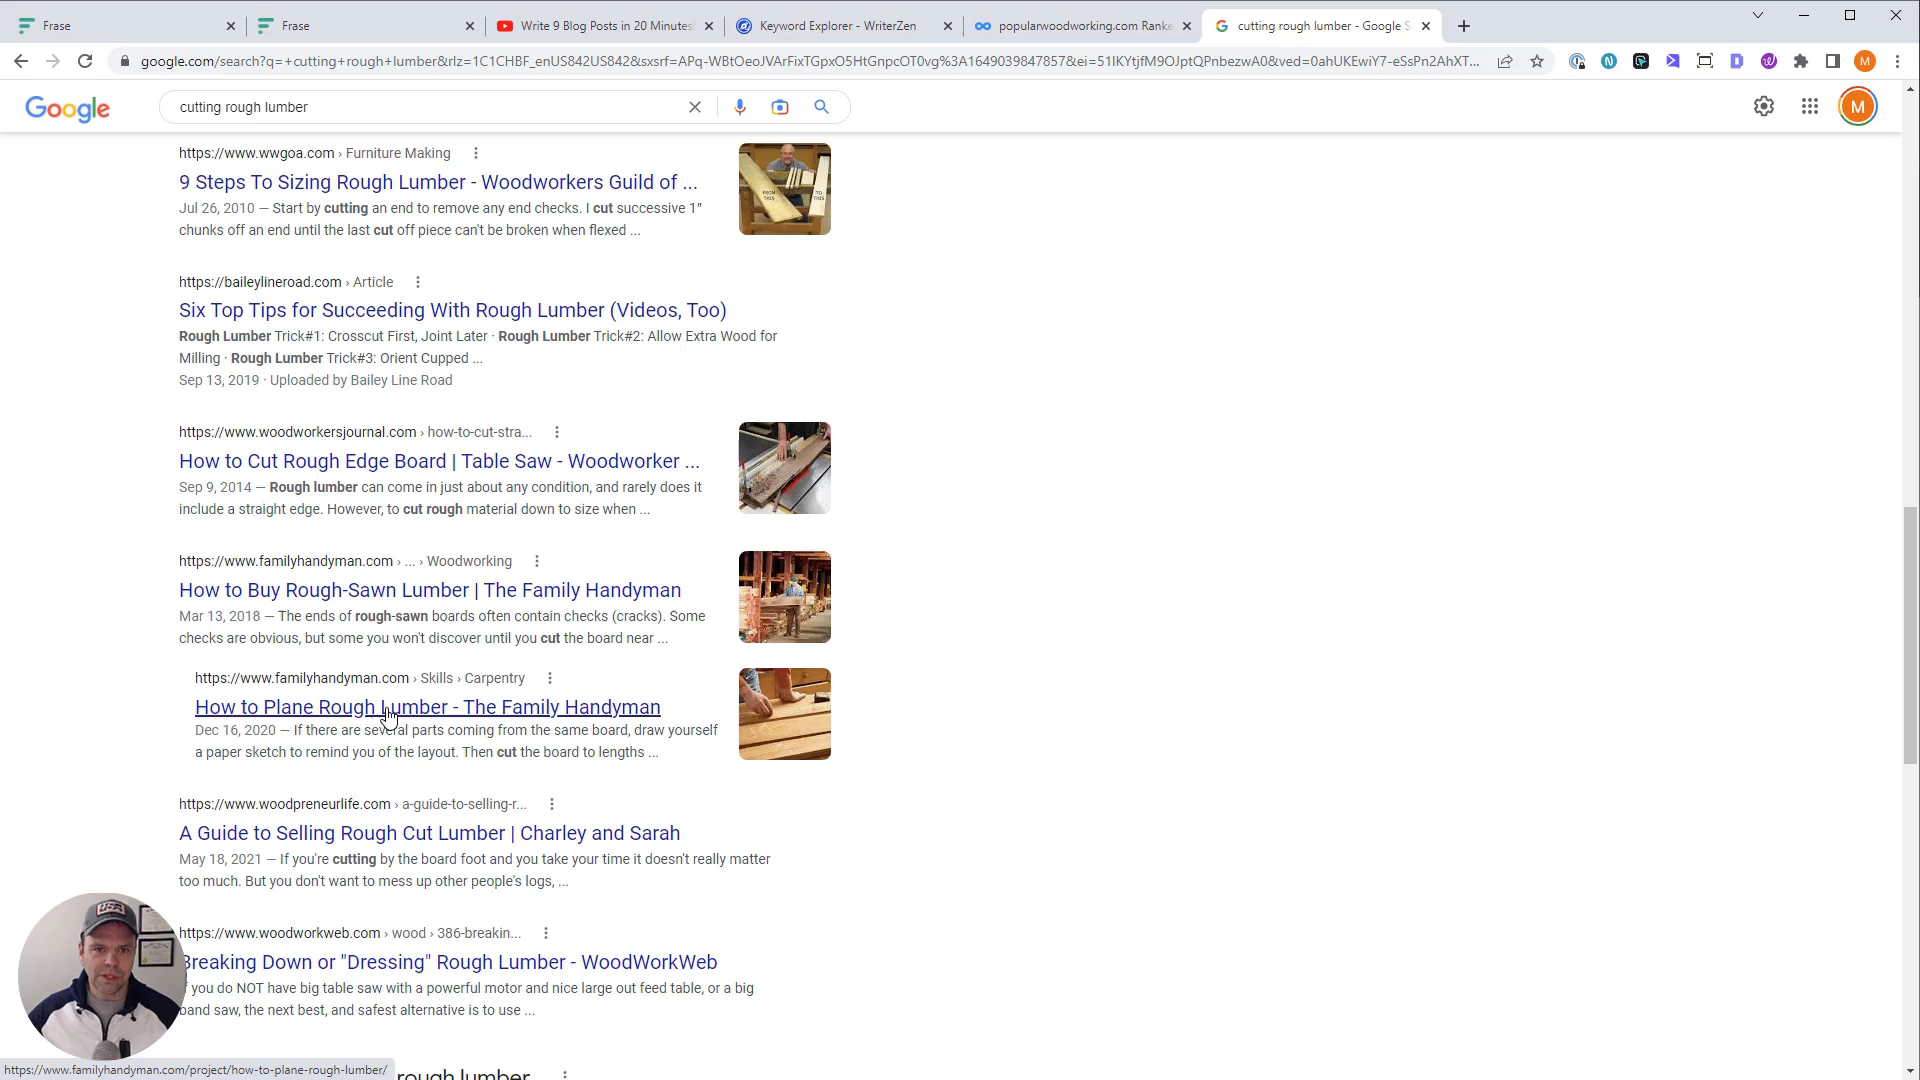 Frase
Frase
Write 9 Blog Posts in 20 Minutes
Keyword Explorer - WriterZen
popularwoodworking.com Ranke
cutting rough lumber - Google S
google.com/search?q=+cutting+rough+lumber&rlz=1C1CHBF_enUS842US842&sxsrf=APq-WBtOeoJVArFixTGpxO5HtGnpcOT0vg%3A1649039847857&ei=51IKYtjfM9OJptQPnbezwA0&ved=0ahUKEwiY7-eSsPn2AhXT...
M
Google
cutting rough lumber
M
https://www.wwgoa.com › Furniture Making
9 Steps To Sizing Rough Lumber - Woodworkers Guild of ...
Jul 26, 2010 — Start by cutting an end to remove any end checks. I cut successive 1″
chunks off an end until the last cut off piece can't be broken when flexed ...
FROM THIS
TO THIS
https://baileylineroad.com › Article
Six Top Tips for Succeeding With Rough Lumber (Videos, Too)
Rough Lumber Trick#1: Crosscut First, Joint Later · Rough Lumber Trick#2: Allow Extra Wood for
Milling · Rough Lumber Trick#3: Orient Cupped ...
Sep 13, 2019 · Uploaded by Bailey Line Road
https://www.woodworkersjournal.com › how-to-cut-stra...
How to Cut Rough Edge Board | Table Saw - Woodworker ...
Sep 9, 2014 — Rough lumber can come in just about any condition, and rarely does it
include a straight edge. However, to cut rough material down to size when ...
https://www.familyhandyman.com › ... › Woodworking
How to Buy Rough-Sawn Lumber | The Family Handyman
Mar 13, 2018 — The ends of rough-sawn boards often contain checks (cracks). Some
checks are obvious, but some you won't discover until you cut the board near ...
https://www.familyhandyman.com › Skills › Carpentry
How to Plane Rough Lumber - The Family Handyman
Dec 16, 2020 — If there are several parts coming from the same board, draw yourself
a paper sketch to remind you of the layout. Then cut the board to lengths ...
https://www.woodpreneurlife.com › a-guide-to-selling-r...
A Guide to Selling Rough Cut Lumber | Charley and Sarah
May 18, 2021 — If you're cutting by the board foot and you take your time it doesn't really matter
too much. But you don't want to mess up other people's logs, ...
https://www.woodworkweb.com › wood › 386-breakin...
Breaking Down or "Dressing" Rough Lumber - WoodWorkWeb
If you do NOT have big table saw with a powerful motor and nice large out feed table, or a big
band saw, the next best, and safest alternative is to use ...
https://www.familyhandyman.com/project/how-to-plane-rough-lumber/
rough lumber